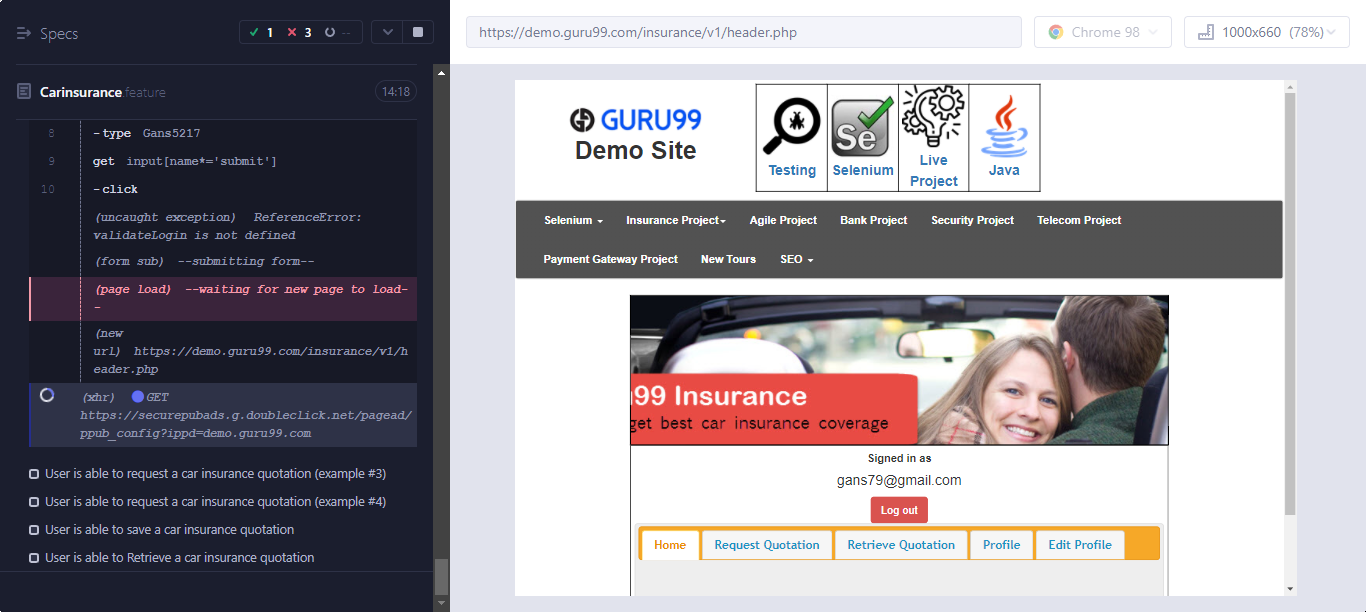 Specs
1
3
--
Carinsurance.feature
14:18
8 -type Gans5217
9 get input[name*='submit']
10 -click
(uncaught exception) ReferenceError:
validateLogin is not defined
(form sub) --submitting form--
(page load) --waiting for new page to load-
-
(new
url) https://demo.guru99.com/insurance/v1/h
eader.php
(xhr) GET
https://securepubads.g.doubleclick.net/pagead/
ppub_config?ippd=demo.guru99.com
User is able to request a car insurance quotation (example #3)
User is able to request a car insurance quotation (example #4)
User is able to save a car insurance quotation
User is able to Retrieve a car insurance quotation
https://demo.guru99.com/insurance/v1/header.php
Chrome 98
1000x660 (78%)
GURU99
Demo Site
Testing
Se
Selenium
Live
Project
Java
Selenium
Insurance Project
Agile Project
Bank Project
Security Project
Telecom Project
Payment Gateway Project
New Tours
SEO
99 Insurance
get best car insurance coverage
Signed in as
gans79@gmail.com
Log out
Home
Request Quotation
Retrieve Quotation
Profile
Edit Profile